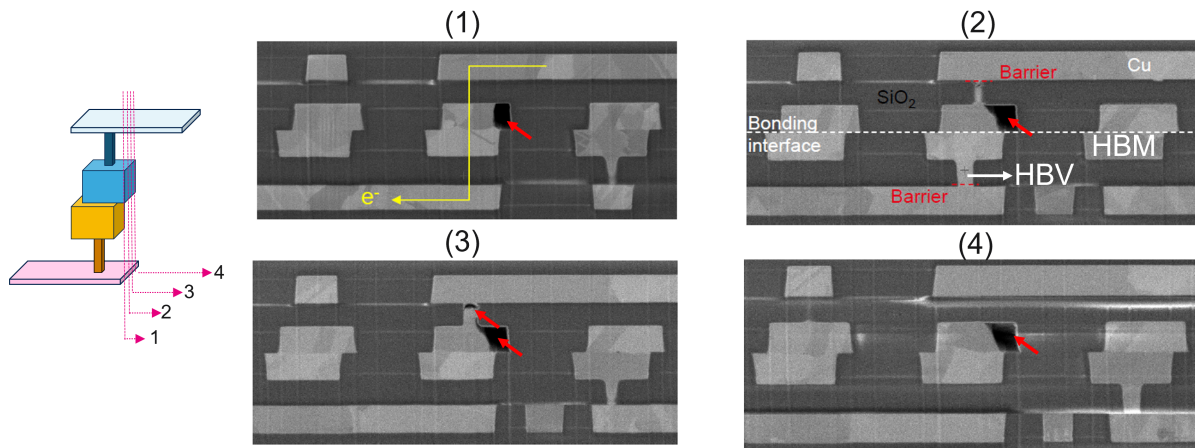 (1)
(2)
e⁻
Barrier
Cu
SiO₂
Bonding
interface
HBM
HBV
Barrier
4
3
2
1
(3)
(4)